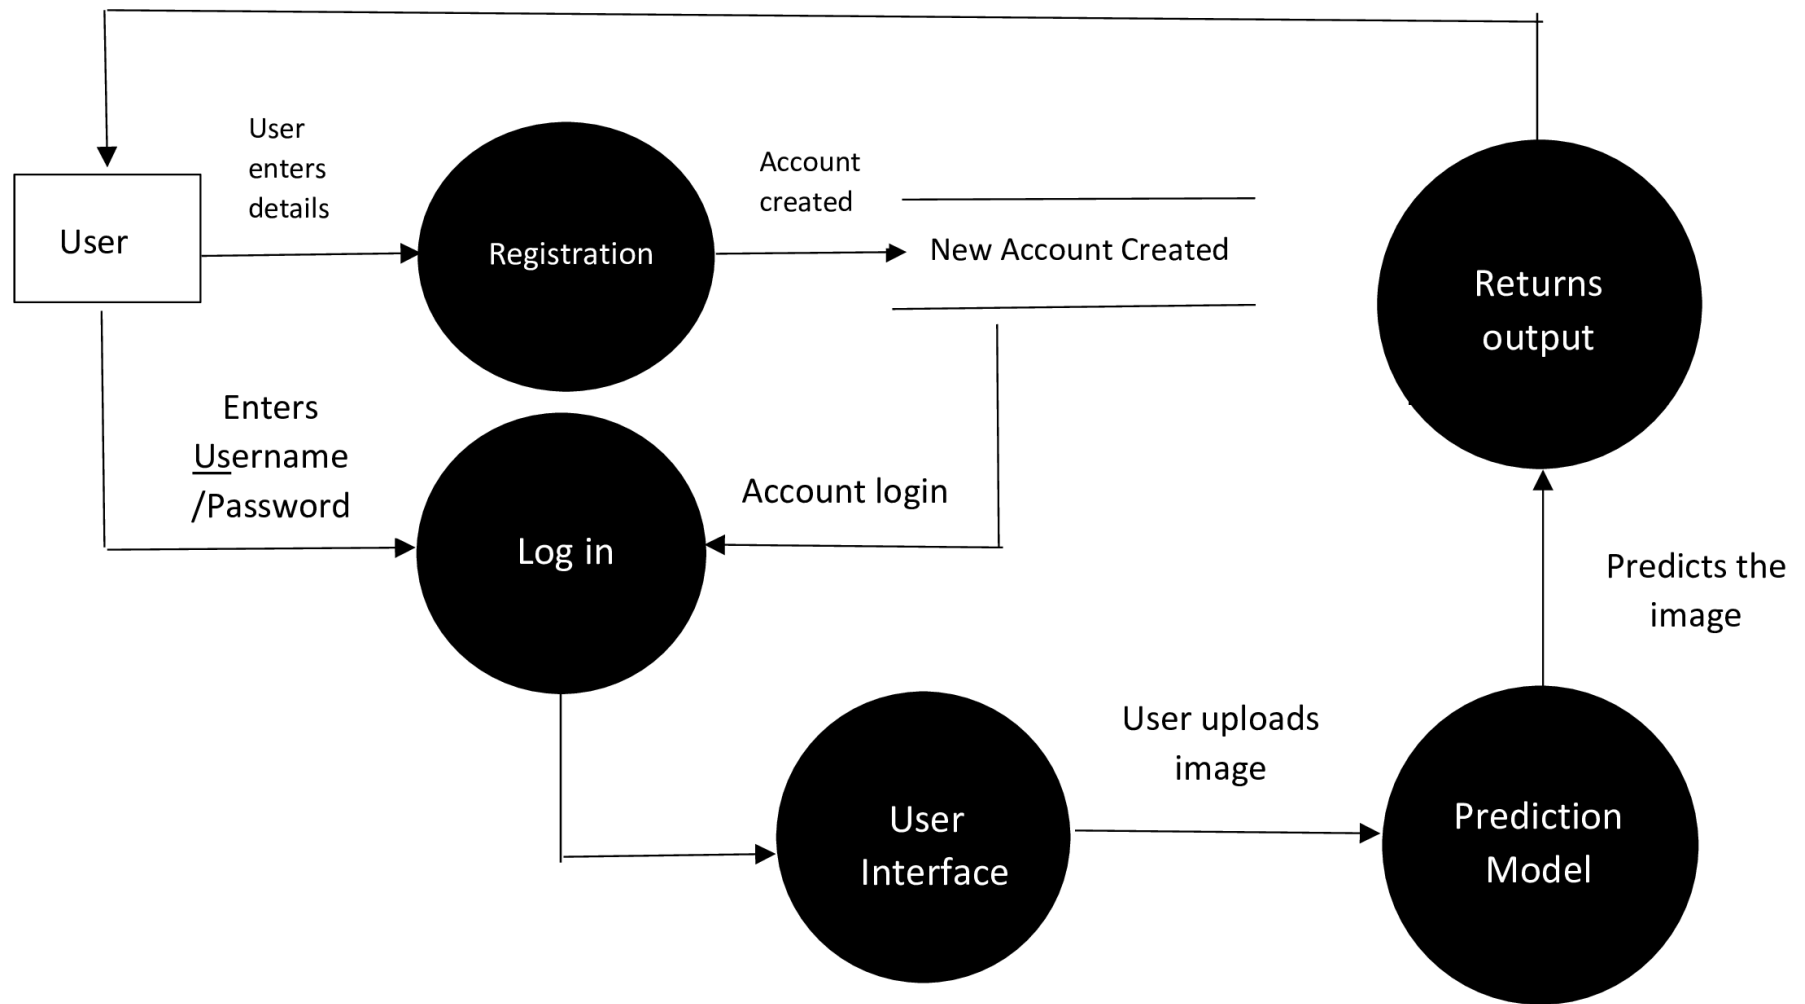 User
enters
details
Account
created
User
Registration
New Account Created
Returns
output
Enters
Username
/Password
Account login
Log in
Predicts the
image
User uploads
image
User
Interface
Prediction
Model